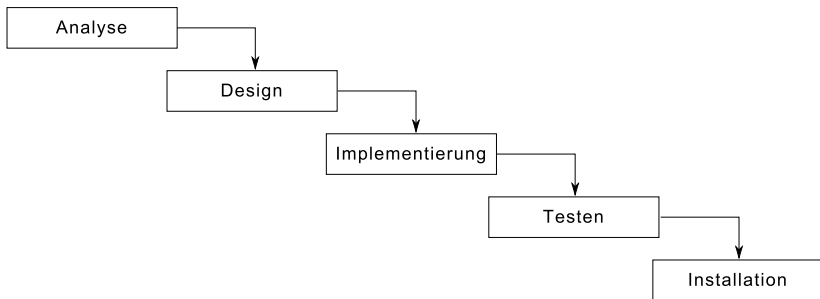 Analyse
Design
Implementierung
Testen
Installation